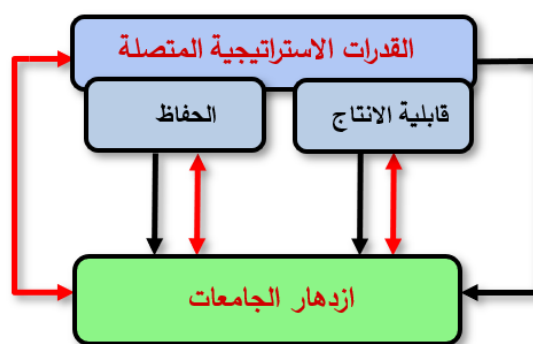 القدرات الاستراتيجية المتصلة
قابلية الانتاج
الحفاظ
ازدهار الجامعات